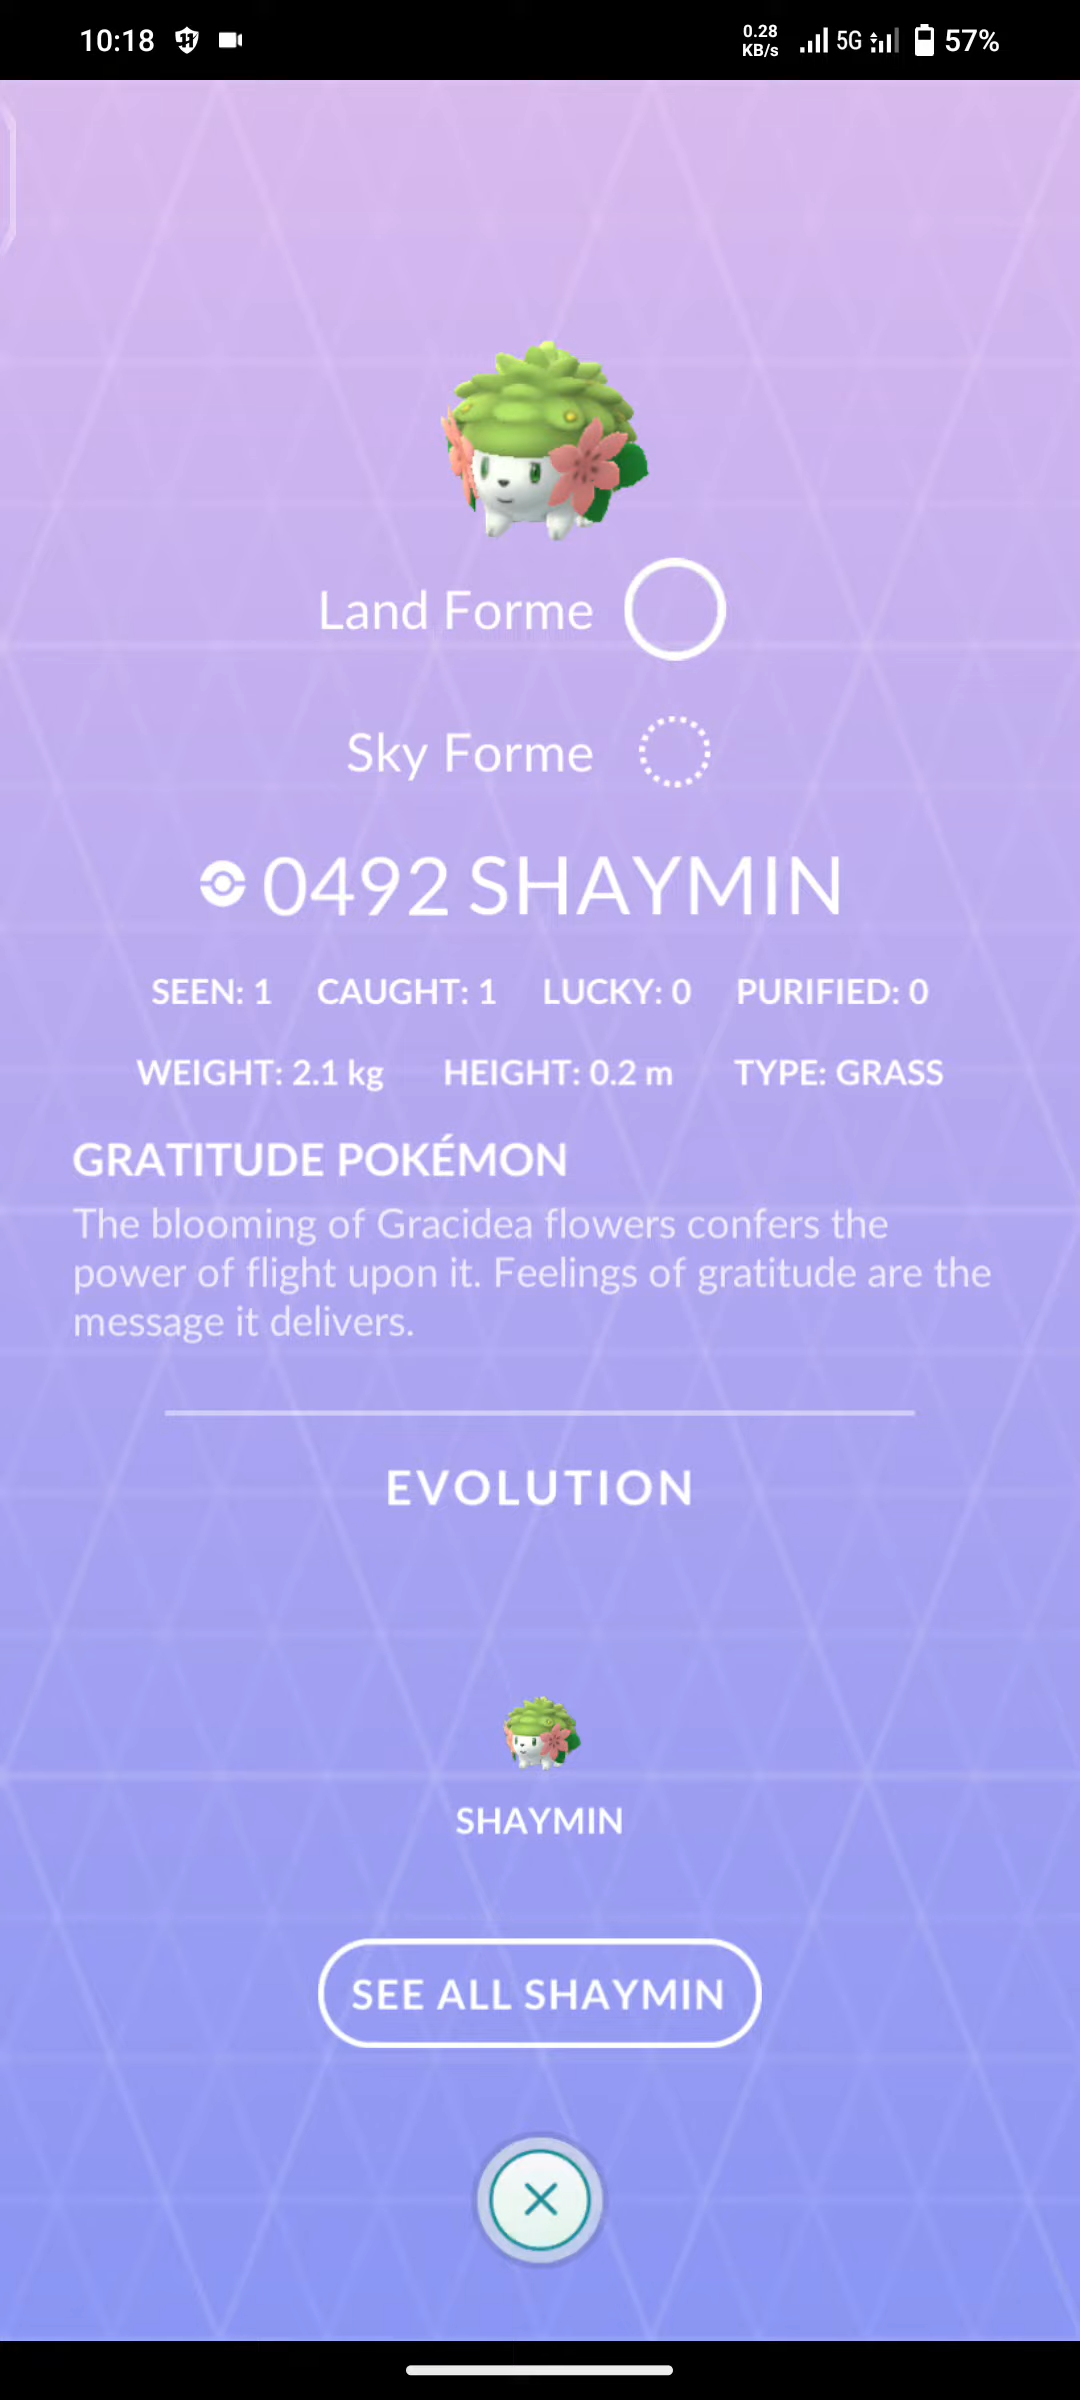 10:18
0.28
KB/s
5G
57%
Land Forme
Sky Forme
0492 SHAYMIN
SEEN: 1 CAUGHT: 1 LUCKY: 0 PURIFIED: 0
WEIGHT: 2.1 kg HEIGHT: 0.2 m TYPE: GRASS
GRATITUDE POKÉMON
The blooming of Gracidea flowers confers the
power of flight upon it. Feelings of gratitude are the
message it delivers.
EVOLUTION
SHAYMIN
SEE ALL SHAYMIN